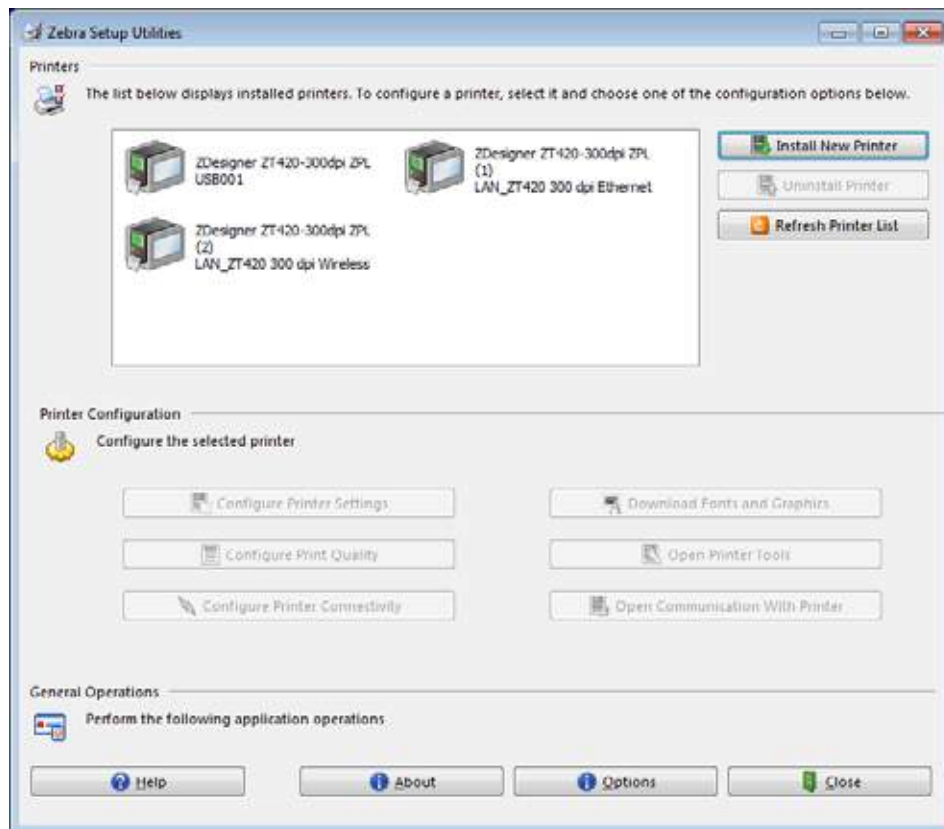 Zebra Setup Utilities
Printers
The list below displays installed printers. To configure a printer, select it and choose one of the configuration options below.
ZDesigner ZT420-300dpi ZPL
USB001
ZDesigner ZT420-300dpi ZPL
(1)
LAN_ZT420 300 dpi Ethernet
ZDesigner ZT420-300dpi ZPL
(2)
LAN_ZT420 300 dpi Wireless
Install New Printer
Uninstall Printer
Refresh Printer List
Printer Configuration
Configure the selected printer
Configure Printer Settings
Download Fonts and Graphics
Configure Print Quality
Open Printer Tools
Configure Printer Connectivity
Open Communication With Printer
General Operations
Perform the following application operations
Help
About
Options
Close